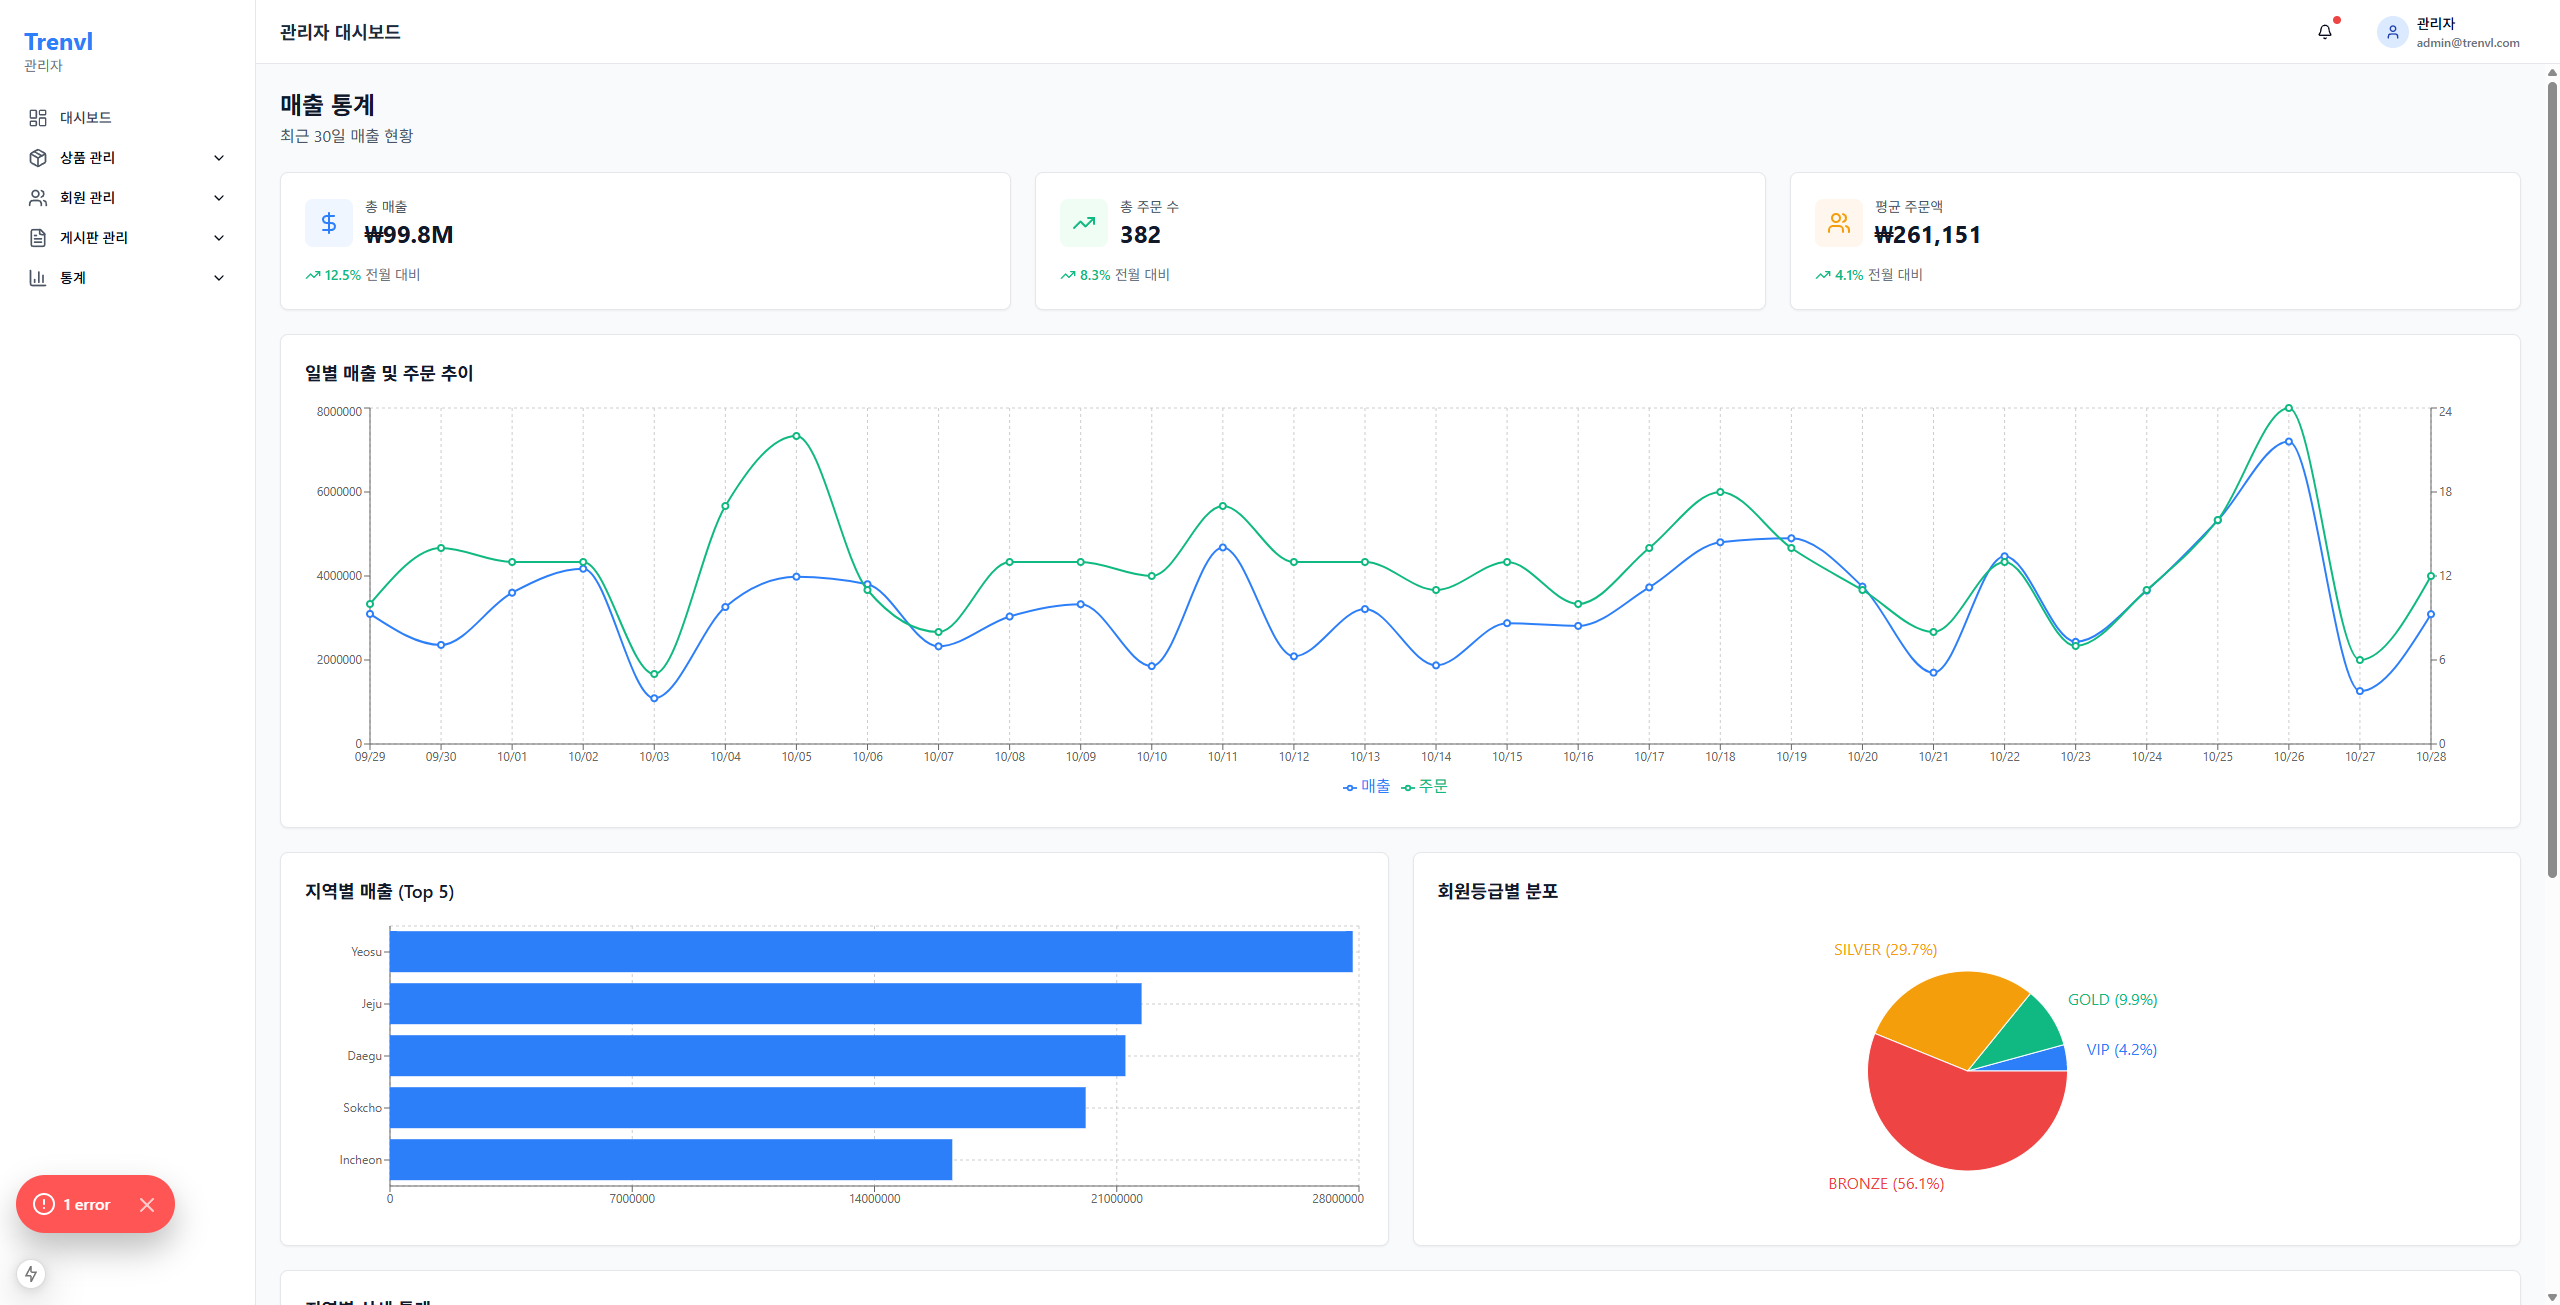 Trenvl
관리자
대시보드
상품 관리
회원 관리
게시판 관리
통계
관리자 대시보드
관리자
admin@trenvl.com
매출 통계
최근 30일 매출 현황
총 매출
₩99.8M
12.5% 전월 대비
총 주문 수
382
8.3% 전월 대비
평균 주문액
₩261,151
4.1% 전월 대비
일별 매출 및 주문 추이
8000000
6000000
4000000
2000000
0
24
18
12
6
0
09/29 09/30 10/01 10/02 10/03 10/04 10/05 10/06 10/07 10/08 10/09 10/10 10/11 10/12 10/13 10/14 10/15 10/16 10/17 10/18 10/19 10/20 10/21 10/22 10/23 10/24 10/25 10/26 10/27 10/28
매출 주문
지역별 매출 (Top 5)
Yeosu
Jeju
Daegu
Sokcho
Incheon
0 7000000 14000000 21000000 28000000
회원등급별 분포
SILVER (29.7%)
GOLD (9.9%)
VIP (4.2%)
BRONZE (56.1%)
1 error